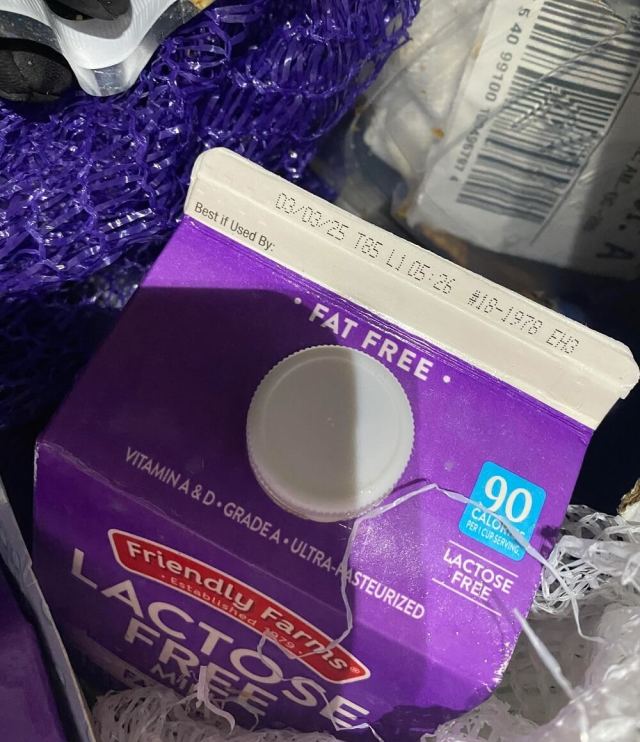 5 40 99100
03/03/25 T85 L1 05:26 #18-1978 EH3
Best if Used By:
• FAT FREE •
90
CALORIES
PER 1 CUP SERVING
VITAMIN A & D • GRADE A • ULTRA-PASTEURIZED
LACTOSE
FREE
Friendly Farms®
• Established 1979 •
LACTOSE
FREE
MILK